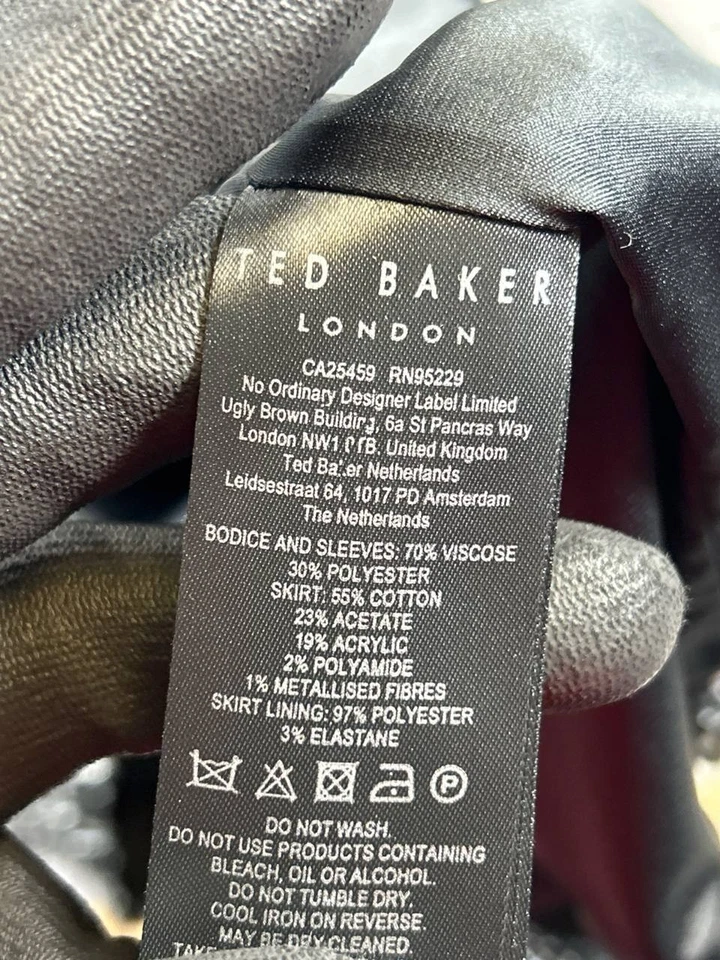 TED BAKER
LONDON
CA25459 RN95229
No Ordinary Designer Label Limited
Ugly Brown Building, 6a St Pancras Way
London NW1 United Kingdom
Ted Baker Netherlands
Leidsestraat 64, 1017 PD Amsterdam
The Netherlands
BODICE AND SLEEVES: 70% VISCOSE
30% POLYESTER
SKIRT: 55% COTTON
23% ACETATE
19% ACRYLIC
2% POLYAMIDE
1% METALLISED FIBRES
SKIRT LINING: 97% POLYESTER
3% ELASTANE
P
DO NOT WASH.
DO NOT USE PRODUCTS CONTAINING
BLEACH, OIL OR ALCOHOL.
DO NOT TUMBLE DRY.
COOL IRON ON REVERSE.
MAY BE DRY CLEANED.